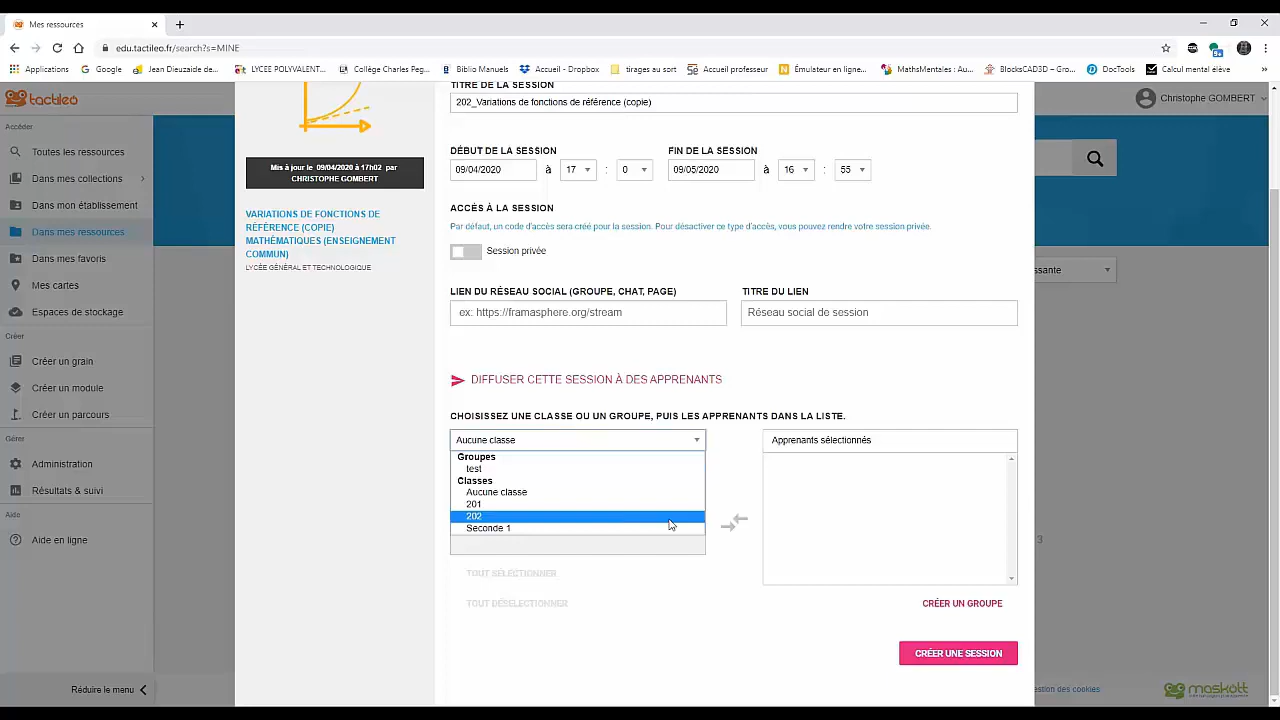 Mes ressources
edu.tactileo.fr/search?s=MINE
Applications
Google
Jean Dieuzaide de...
LYCEE POLYVALENT...
Collège Charles Peg...
Biblio Manuels
Accueil - Dropbox
tirages au sort
Accueil professeur
Émulateur en ligne...
MathsMentales : Au...
BlocksCAD3D – Gro...
DocTools
Calcul mental élève
tactileo
Christophe GOMBERT
Accéder
Toutes les ressources
Dans mes collections
Dans mon établissement
Dans mes ressources
Dans mes favoris
Mes cartes
Espaces de stockage
Créer
Créer un grain
Créer un module
Créer un parcours
Gérer
Administration
Résultats & suivi
Aide
Aide en ligne
Réduire le menu
Mis à jour le 09/04/2020 à 17h02 par
CHRISTOPHE GOMBERT
VARIATIONS DE FONCTIONS DE
RÉFÉRENCE (COPIE)
MATHÉMATIQUES (ENSEIGNEMENT
COMMUN)
LYCÉE GÉNÉRAL ET TECHNOLOGIQUE
TITRE DE LA SESSION
202_Variations de fonctions de référence (copie)
DÉBUT DE LA SESSION
FIN DE LA SESSION
09/04/2020 à 17 : 0
09/05/2020 à 16 : 55
ACCÈS À LA SESSION
Par défaut, un code d'accès sera créé pour la session. Pour désactiver ce type d'accès, vous pouvez rendre votre session privée.
Session privée
LIEN DU RÉSEAU SOCIAL (GROUPE, CHAT, PAGE)
TITRE DU LIEN
ex: https://framasphere.org/stream
Réseau social de session
DIFFUSER CETTE SESSION À DES APPRENANTS
CHOISISSEZ UNE CLASSE OU UN GROUPE, PUIS LES APPRENANTS DANS LA LISTE.
Aucune classe
Groupes
test
Classes
Aucune classe
201
202
Seconde 1
TOUT SÉLECTIONNER
TOUT DÉSELECTIONNER
Apprenants sélectionnés
CRÉER UN GROUPE
CRÉER UNE SESSION
ssante
3
estion des cookies
maskott